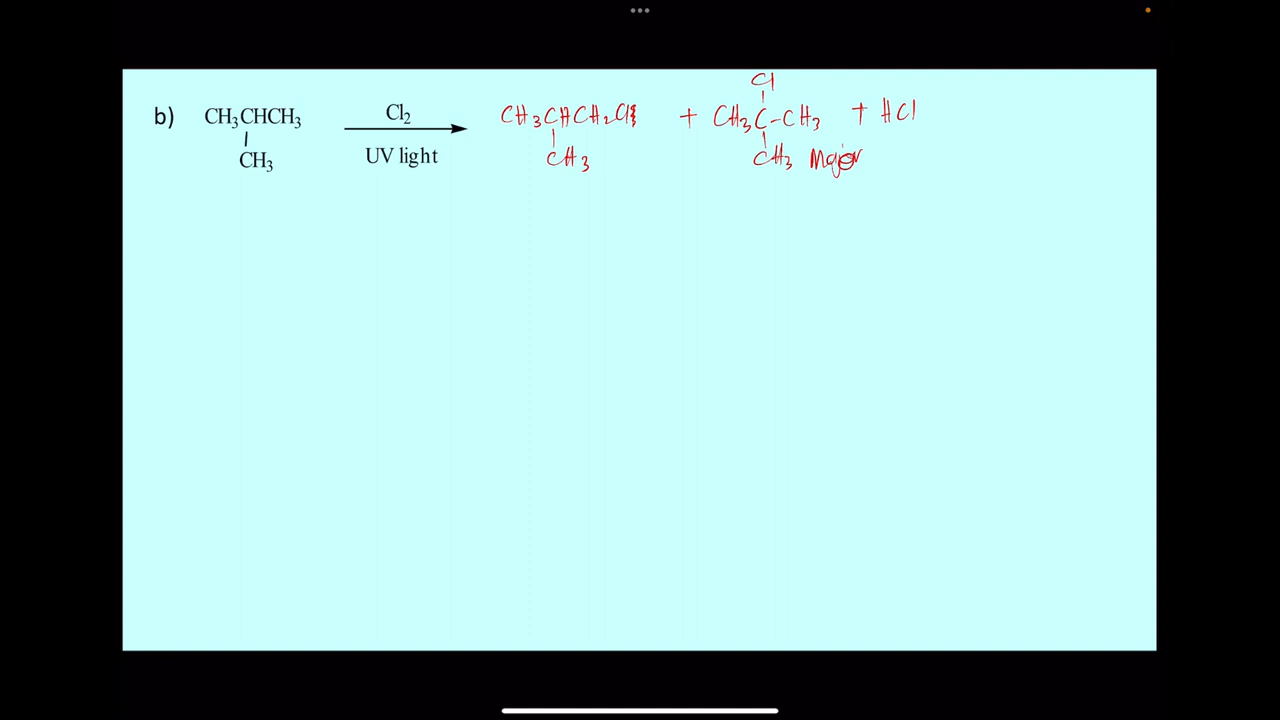 Cl
b) CH₃CHCH₃ Cl₂ CH₃CHCH₂Cl + CH₃C-CH₃ + HCl
CH₃ UV light CH₃ CH₃ Major